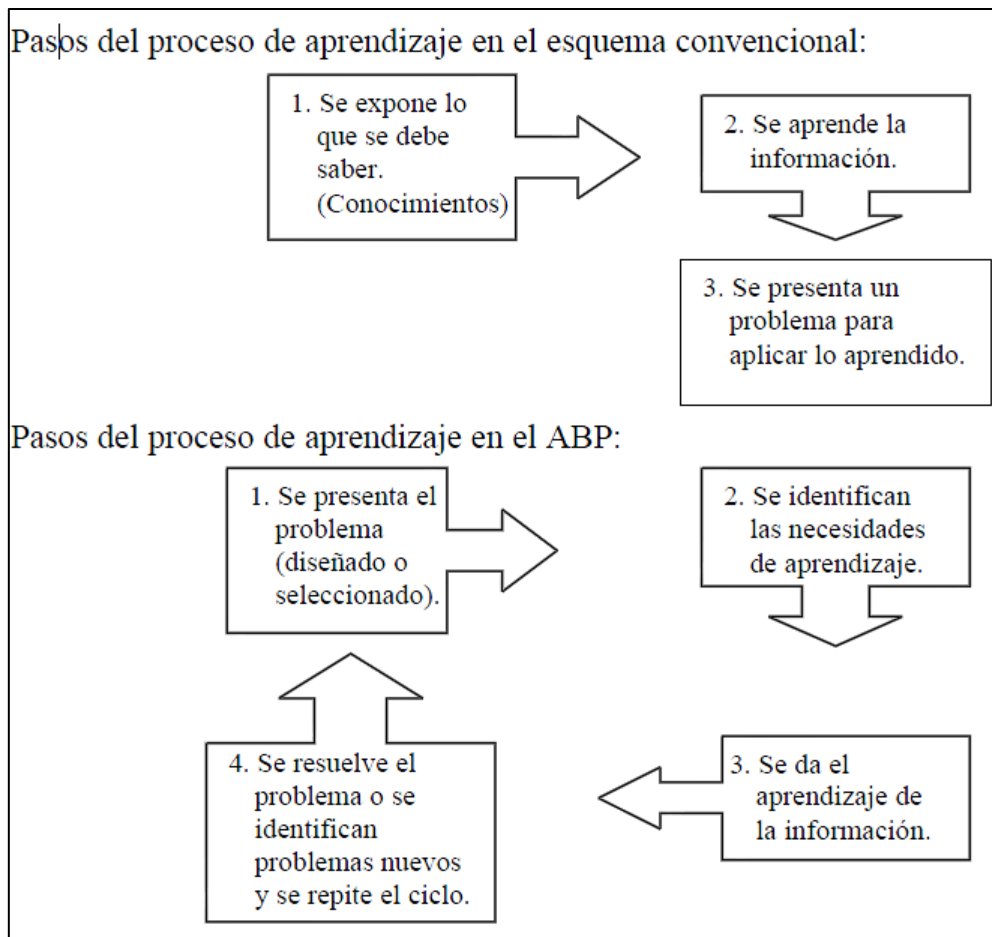 Pasos del proceso de aprendizaje en el esquema convencional:
1. Se expone lo
que se debe
saber.
(Conocimientos)
2. Se aprende la
información.
3. Se presenta un
problema para
aplicar lo aprendido.
Pasos del proceso de aprendizaje en el ABP:
1. Se presenta el
problema
(diseñado o
seleccionado).
2. Se identifican
las necesidades
de aprendizaje.
3. Se da el
aprendizaje de
la información.
4. Se resuelve el
problema o se
identifican
problemas nuevos
y se repite el ciclo.